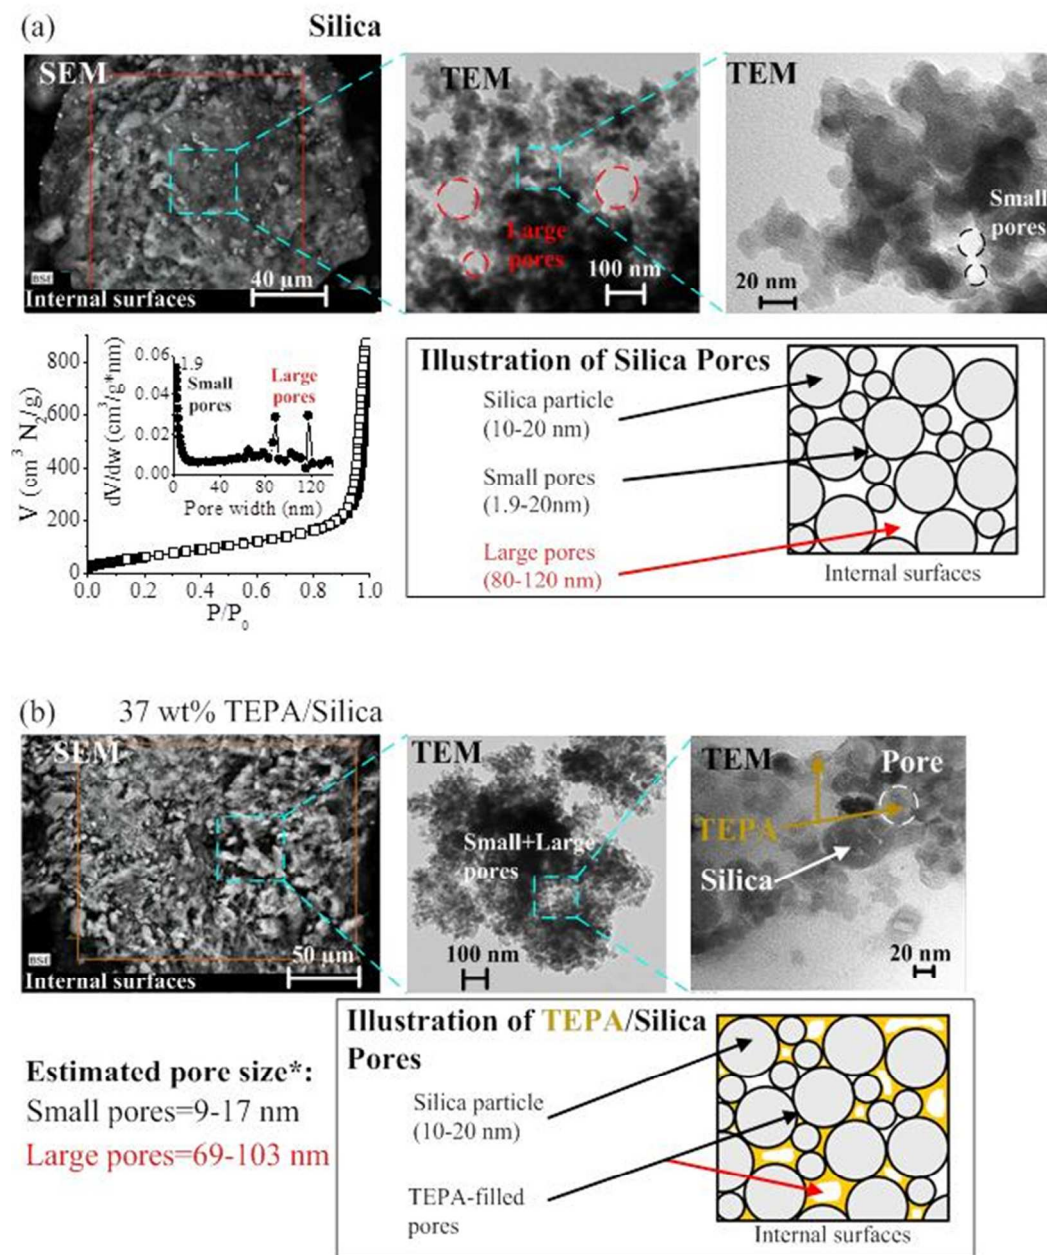 (a)
Silica
SEM
BSE
Internal surfaces
40 µm
TEM
Large
pores
100 nm
TEM
Small
pores
20 nm
V (cm³ N₂/g)
800
600
400
200
0
0.0 0.2 0.4 0.6 0.8 1.0
P/P₀
dV/dw (cm³/g*nm)
0.06
0.04
0.03
0.01
0.00
1.9
Small
pores
Large
pores
0 40 80 120
Pore width (nm)
Illustration of Silica Pores
Silica particle
(10-20 nm)
Small pores
(1.9-20nm)
Large pores
(80-120 nm)
Internal surfaces
(b)
37 wt% TEPA/Silica
SEM
BSE
Internal surfaces
50 µm
TEM
Small+Large
pores
100 nm
TEM
Pore
TEPA
Silica
20 nm
Estimated pore size*:
Small pores=9-17 nm
Large pores=69-103 nm
Illustration of TEPA/Silica
Pores
Silica particle
(10-20 nm)
TEPA-filled
pores
Internal surfaces